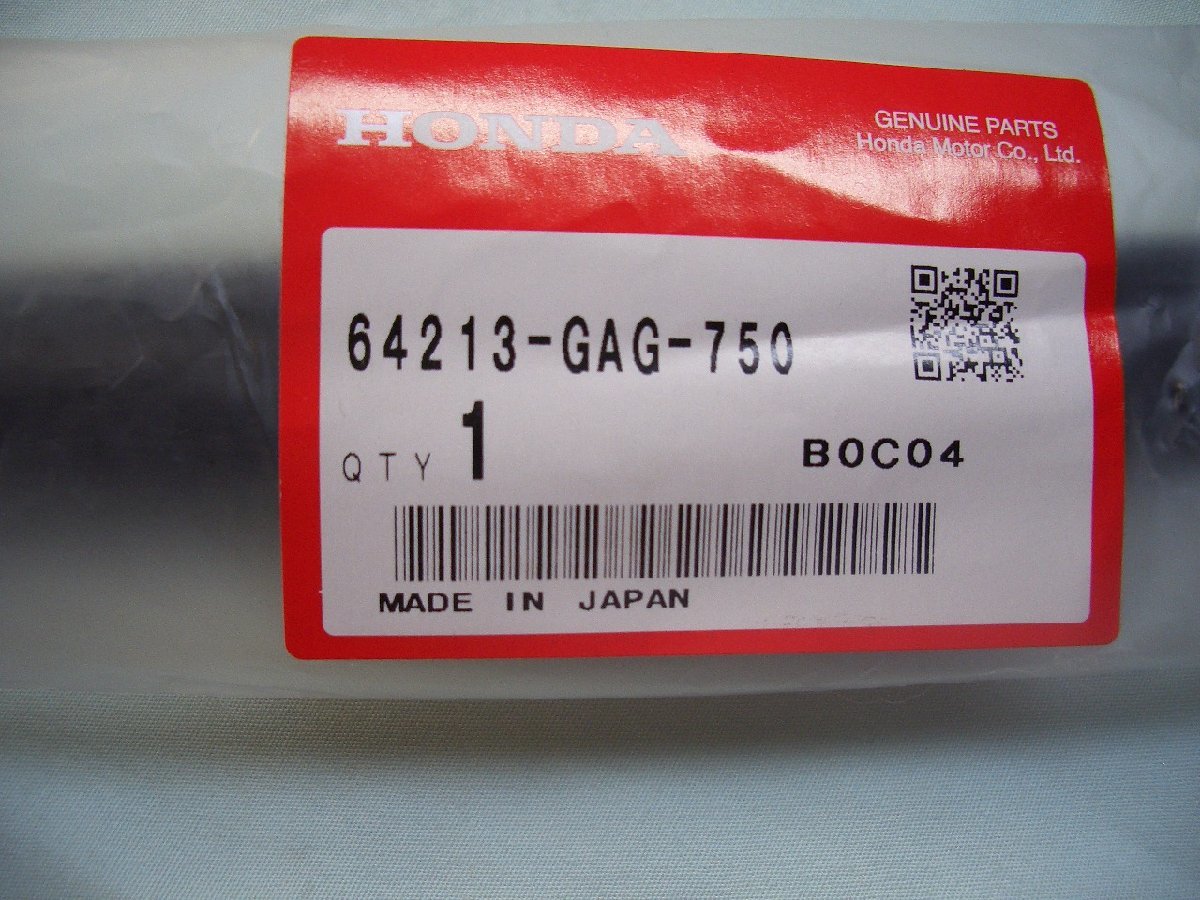 HONDA
GENUINE PARTS
Honda Motor Co., Ltd.
64213-GAG-750
QTY 1
B0C04
MADE IN JAPAN